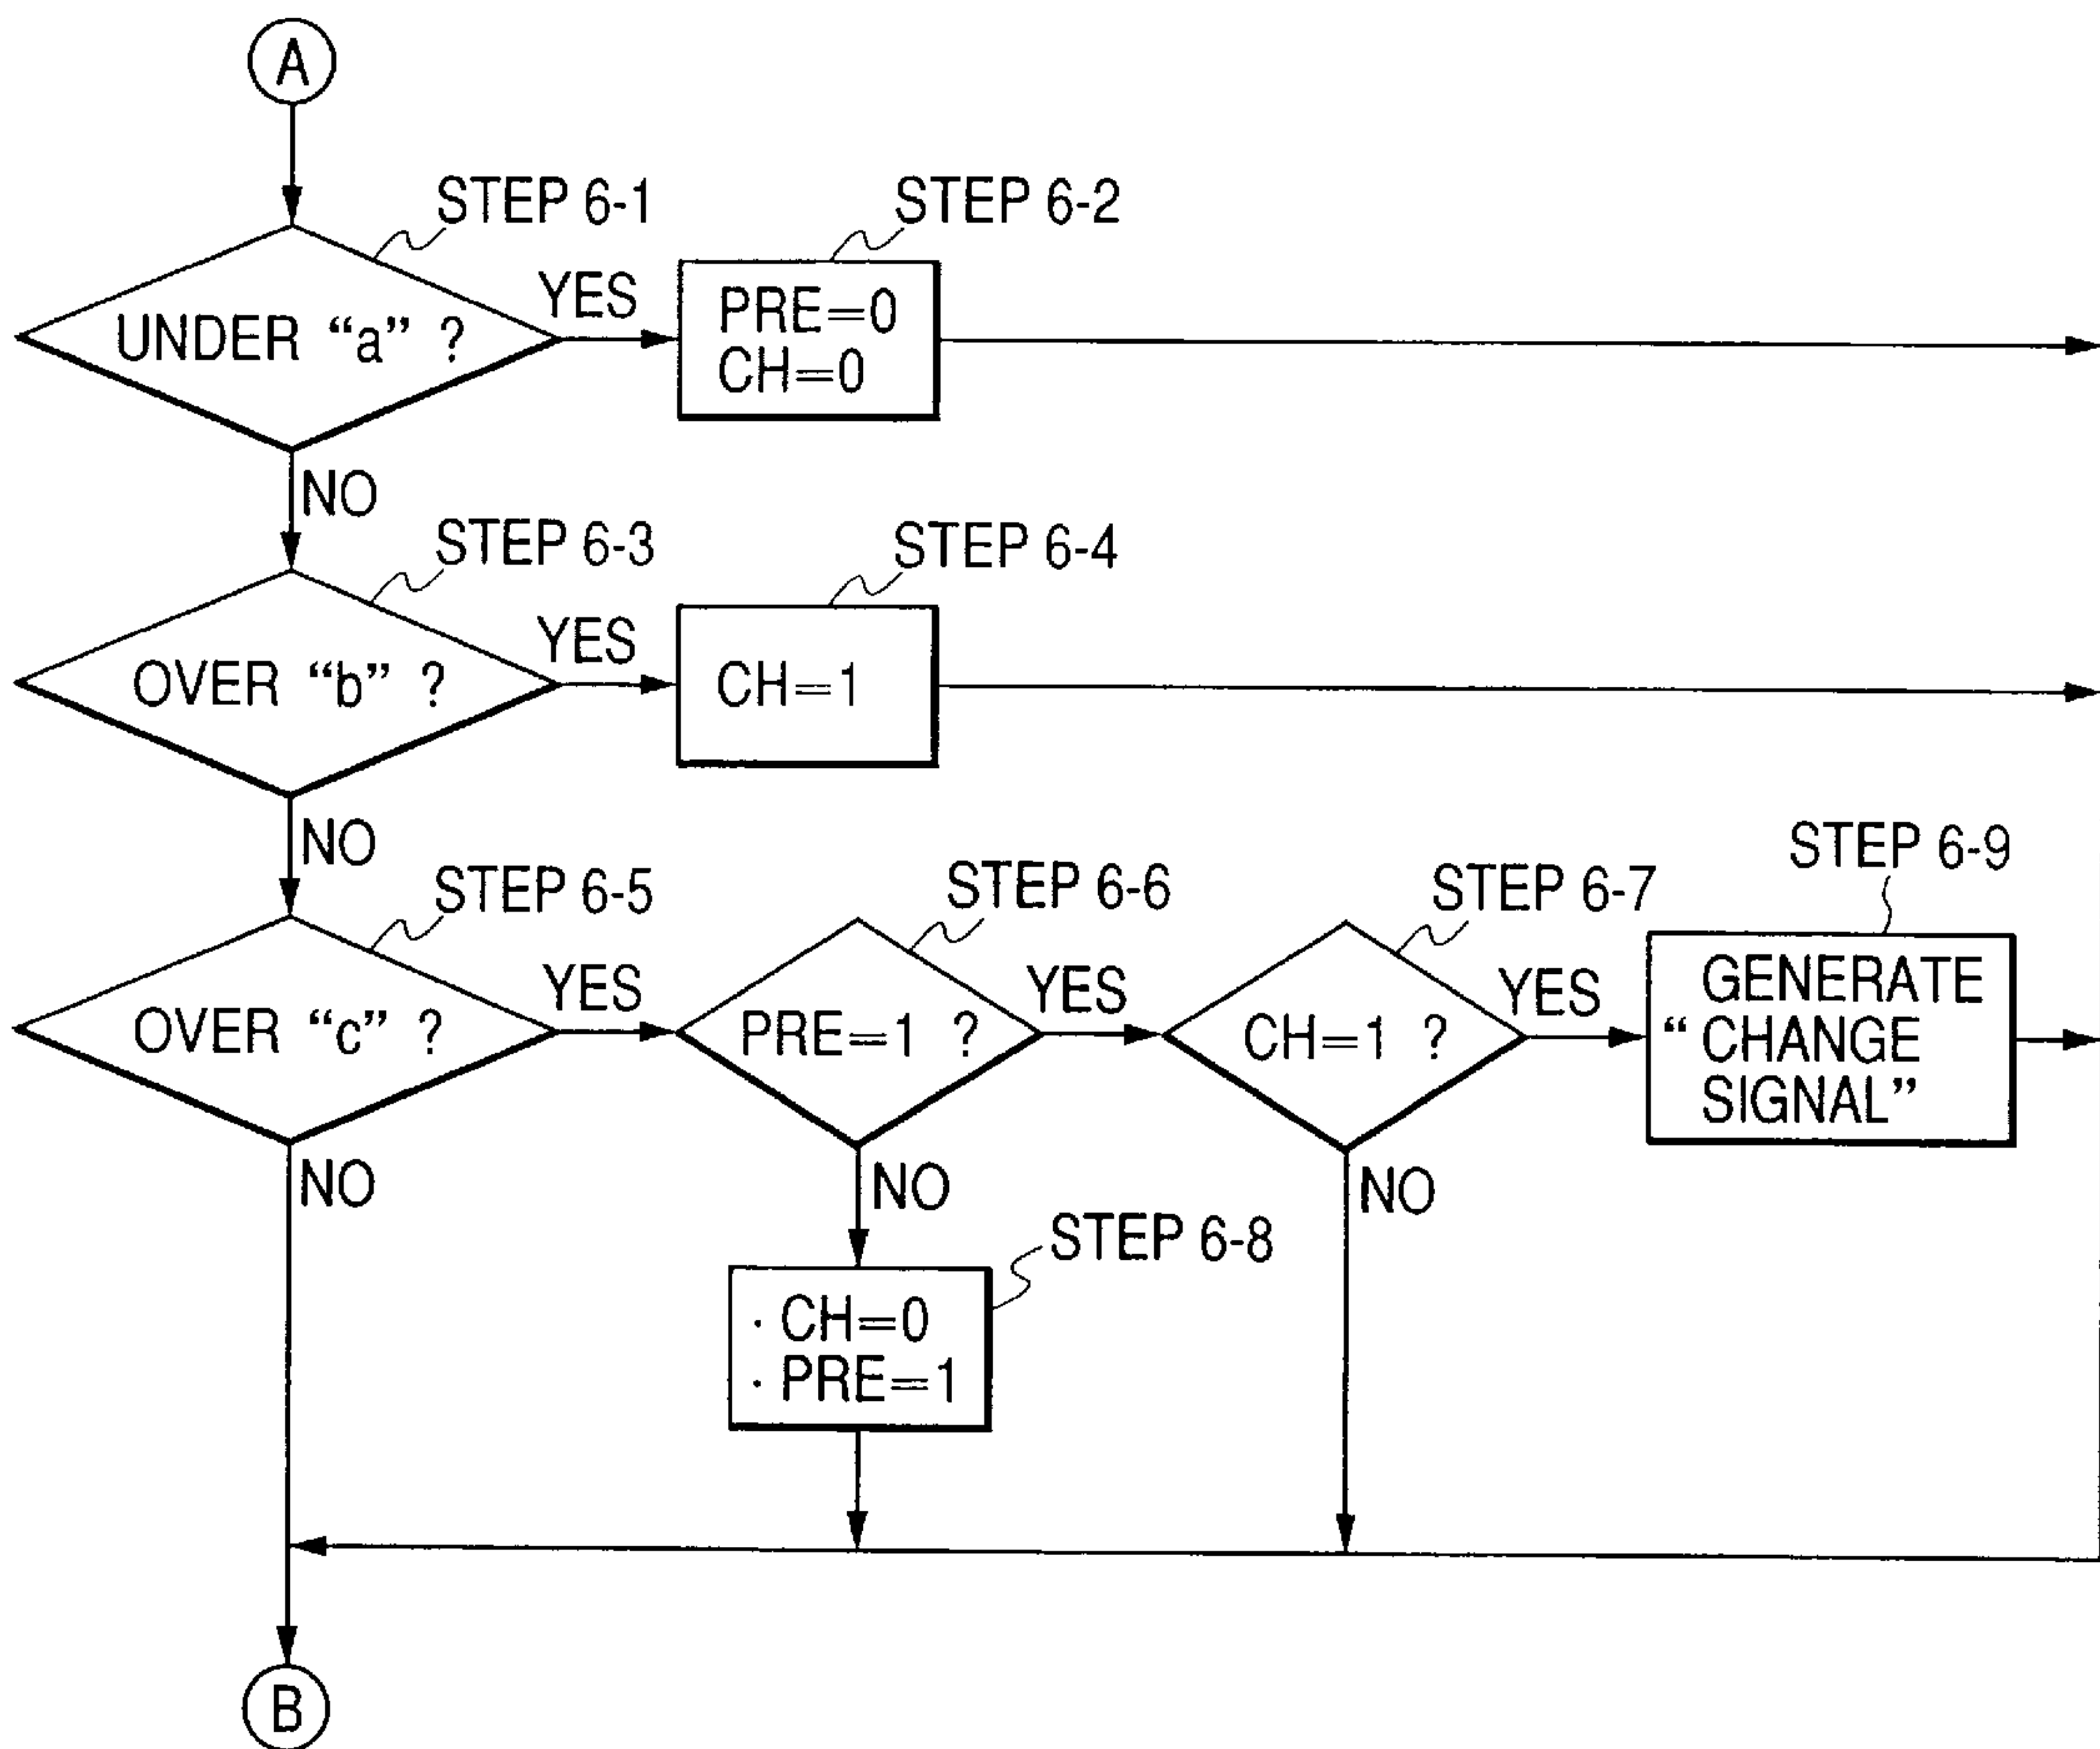 A
STEP 6-1
STEP 6-2
UNDER “a” ?
YES
PRE=0
CH=0
NO
STEP 6-3
STEP 6-4
OVER “b” ?
YES
CH=1
NO
STEP 6-5
STEP 6-6
STEP 6-7
STEP 6-9
OVER “c” ?
YES
PRE=1 ?
YES
CH=1 ?
YES
GENERATE
“ CHANGE
SIGNAL”
NO
NO
NO
STEP 6-8
· CH=0
· PRE=1
B